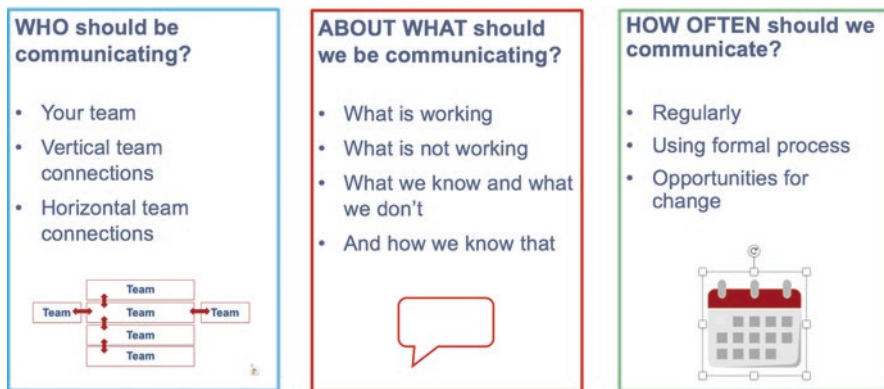 WHO should be
communicating?
• Your team
• Vertical team
connections
• Horizontal team
connections
Team
Team Team Team
Team
Team
ABOUT WHAT should
we be communicating?
• What is working
• What is not working
• What we know and what
we don't
• And how we know that
HOW OFTEN should we
communicate?
• Regularly
• Using formal process
• Opportunities for
change